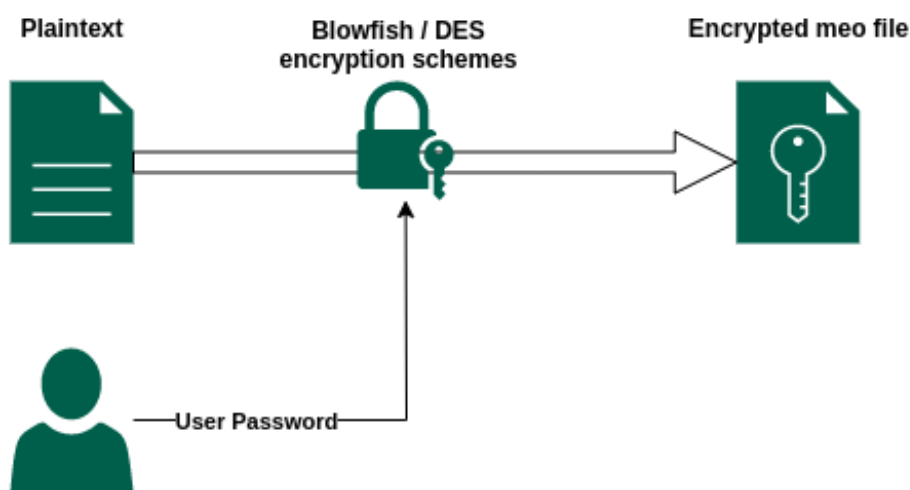 Plaintext
Blowfish / DES
encryption schemes
Encrypted meo file
User Password